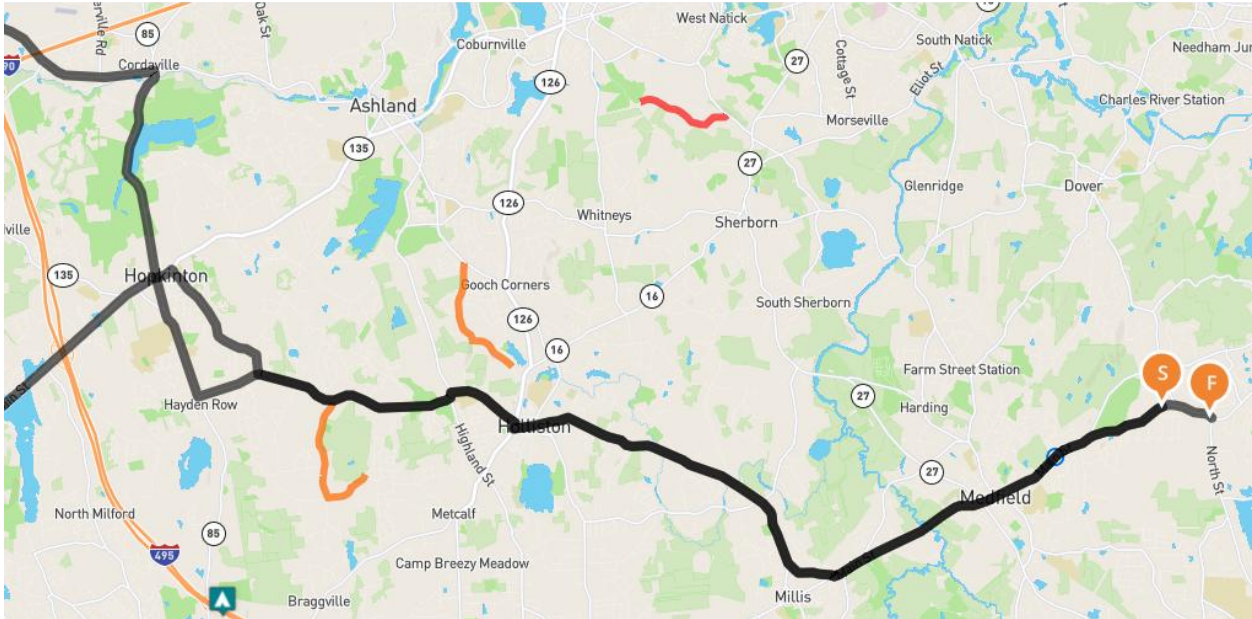 West Natick
85
Oak St
Coburnville
27
Cottage St
South Natick
Needham Jun
90
Cordaville
126
Eliot St
Charles River Station
Ashland
Morseville
135
27
Glenridge
Dover
126
Whitneys
Sherborn
135
Hopkinton
Gooch Corners
16
South Sherborn
126
16
Farm Street Station
S
F
Hayden Row
27
Harding
Holliston
Highland St
27
North St
Medfield
North Milford
Metcalf
85
495
Camp Breezy Meadow
Braggville
Millis